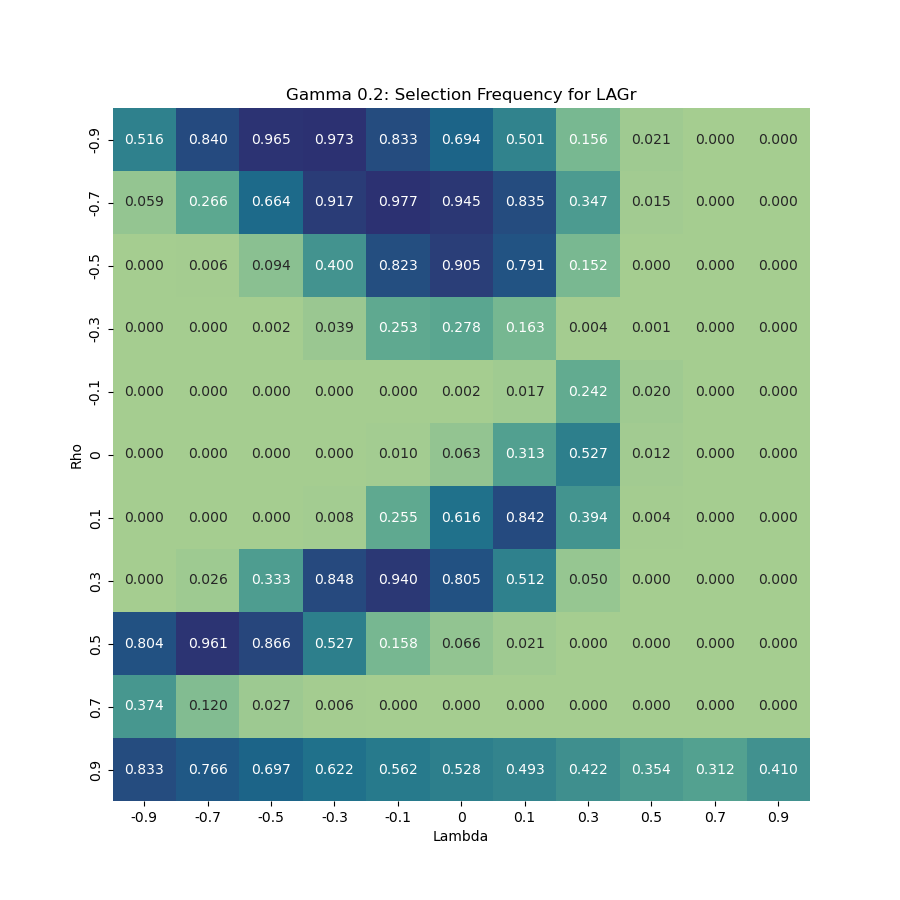 Gamma 0.2: Selection Frequency for LAGr
-0.9 0.516 0.840 0.965 0.973 0.833 0.694 0.501 0.156 0.021 0.000 0.000
-0.7 0.059 0.266 0.664 0.917 0.977 0.945 0.835 0.347 0.015 0.000 0.000
-0.5 0.000 0.006 0.094 0.400 0.823 0.905 0.791 0.152 0.000 0.000 0.000
-0.3 0.000 0.000 0.002 0.039 0.253 0.278 0.163 0.004 0.001 0.000 0.000
-0.1 0.000 0.000 0.000 0.000 0.000 0.002 0.017 0.242 0.020 0.000 0.000
Rho
0 0.000 0.000 0.000 0.000 0.010 0.063 0.313 0.527 0.012 0.000 0.000
0.1 0.000 0.000 0.000 0.008 0.255 0.616 0.842 0.394 0.004 0.000 0.000
0.3 0.000 0.026 0.333 0.848 0.940 0.805 0.512 0.050 0.000 0.000 0.000
0.5 0.804 0.961 0.866 0.527 0.158 0.066 0.021 0.000 0.000 0.000 0.000
0.7 0.374 0.120 0.027 0.006 0.000 0.000 0.000 0.000 0.000 0.000 0.000
0.9 0.833 0.766 0.697 0.622 0.562 0.528 0.493 0.422 0.354 0.312 0.410
-0.9 -0.7 -0.5 -0.3 -0.1 0 0.1 0.3 0.5 0.7 0.9
Lambda